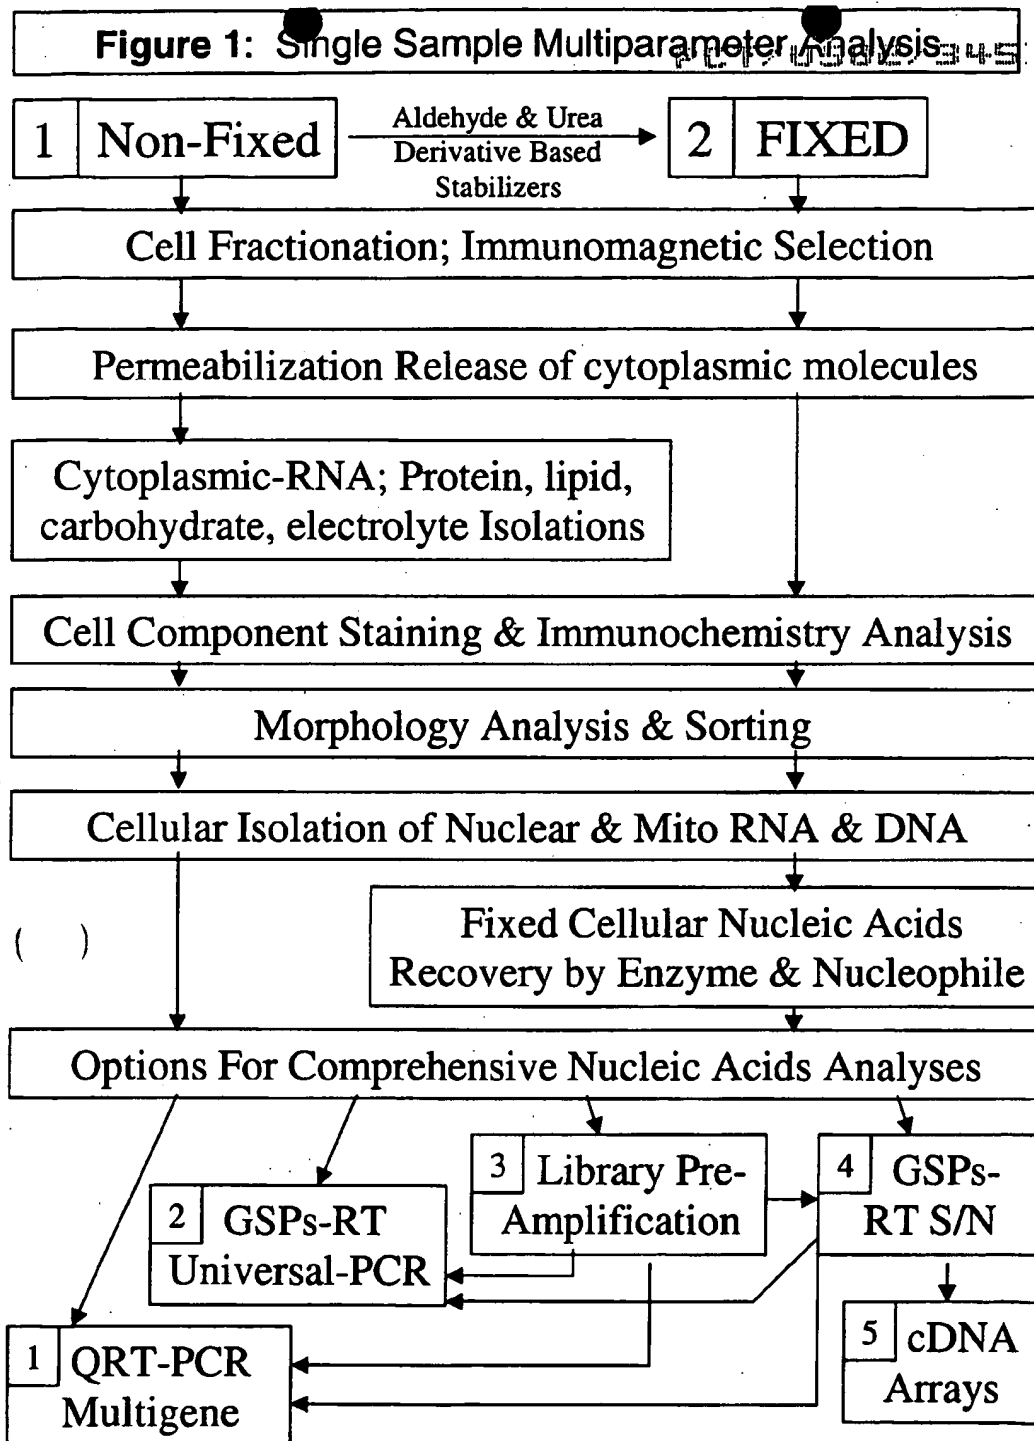 Figure 1: Single Sample Multiparameter Analysis
1 Non-Fixed
Aldehyde & Urea
Derivative Based
Stabilizers
2 FIXED
Cell Fractionation; Immunomagnetic Selection
Permeabilization Release of cytoplasmic molecules
Cytoplasmic-RNA; Protein, lipid,
carbohydrate, electrolyte Isolations
Cell Component Staining & Immunochemistry Analysis
Morphology Analysis & Sorting
Cellular Isolation of Nuclear & Mito RNA & DNA
( )
Fixed Cellular Nucleic Acids
Recovery by Enzyme & Nucleophile
Options For Comprehensive Nucleic Acids Analyses
3 Library Pre-
Amplification
4 GSPs-
RT S/N
2 GSPs-RT
Universal-PCR
1 QRT-PCR
Multigene
5 cDNA
Arrays